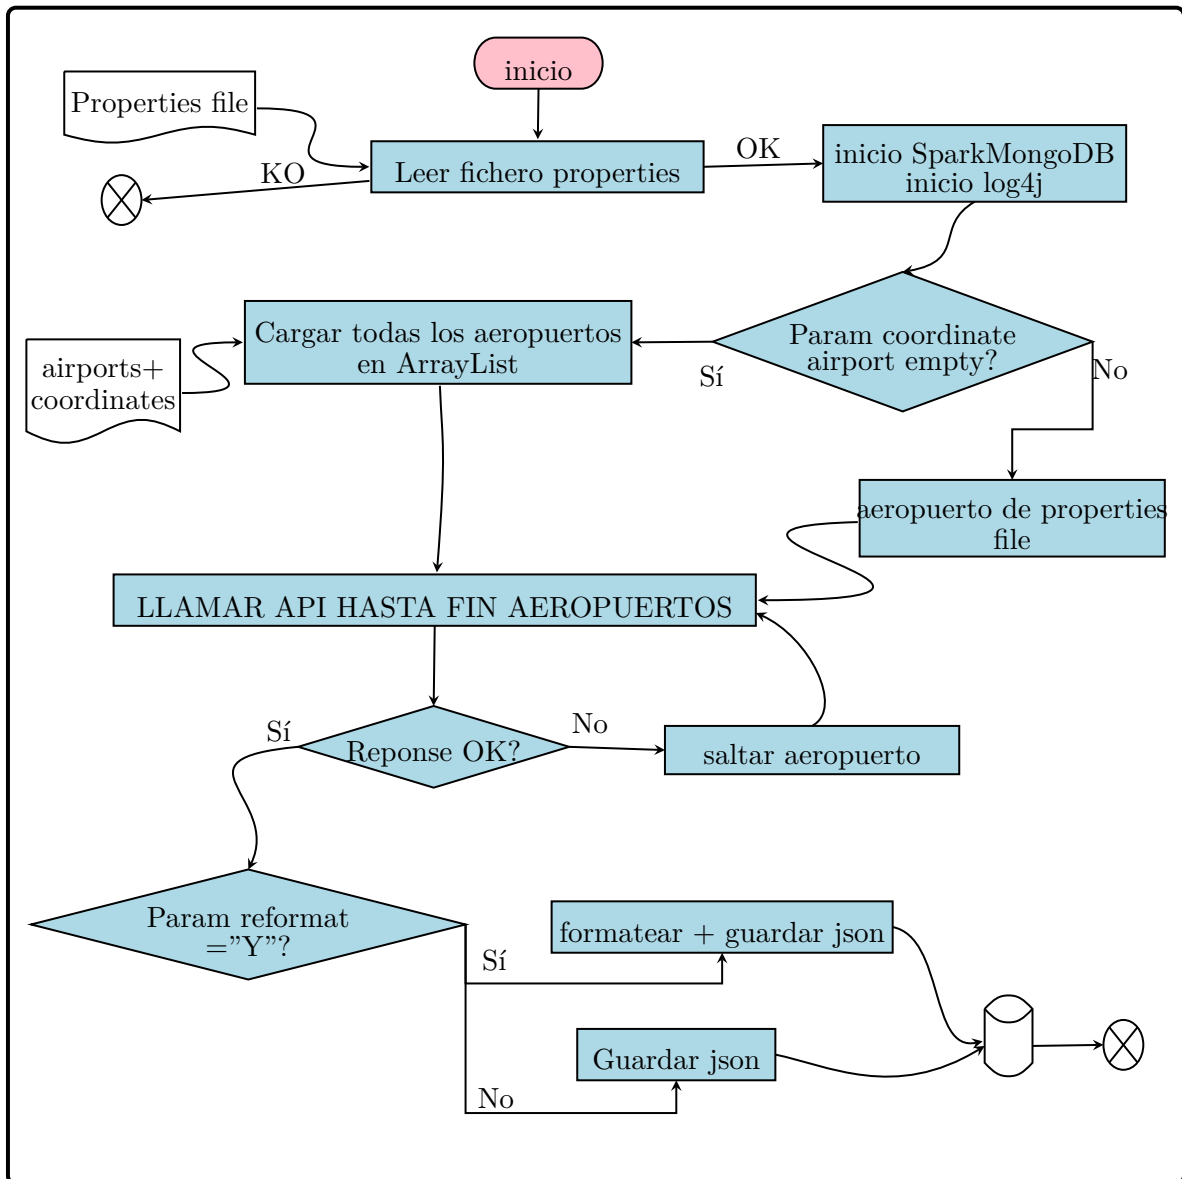 inicio
Properties file
Leer fichero properties
OK
inicio SparkMongoDB
inicio log4j
KO
Cargar todas los aeropuertos
en ArrayList
Param coordinate
airport empty?
Sí
No
airports+
coordinates
aeropuerto de properties
file
LLAMAR API HASTA FIN AEROPUERTOS
Sí
Reponse OK?
No
saltar aeropuerto
Param reformat
="Y"?
Sí
formatear + guardar json
Guardar json
No